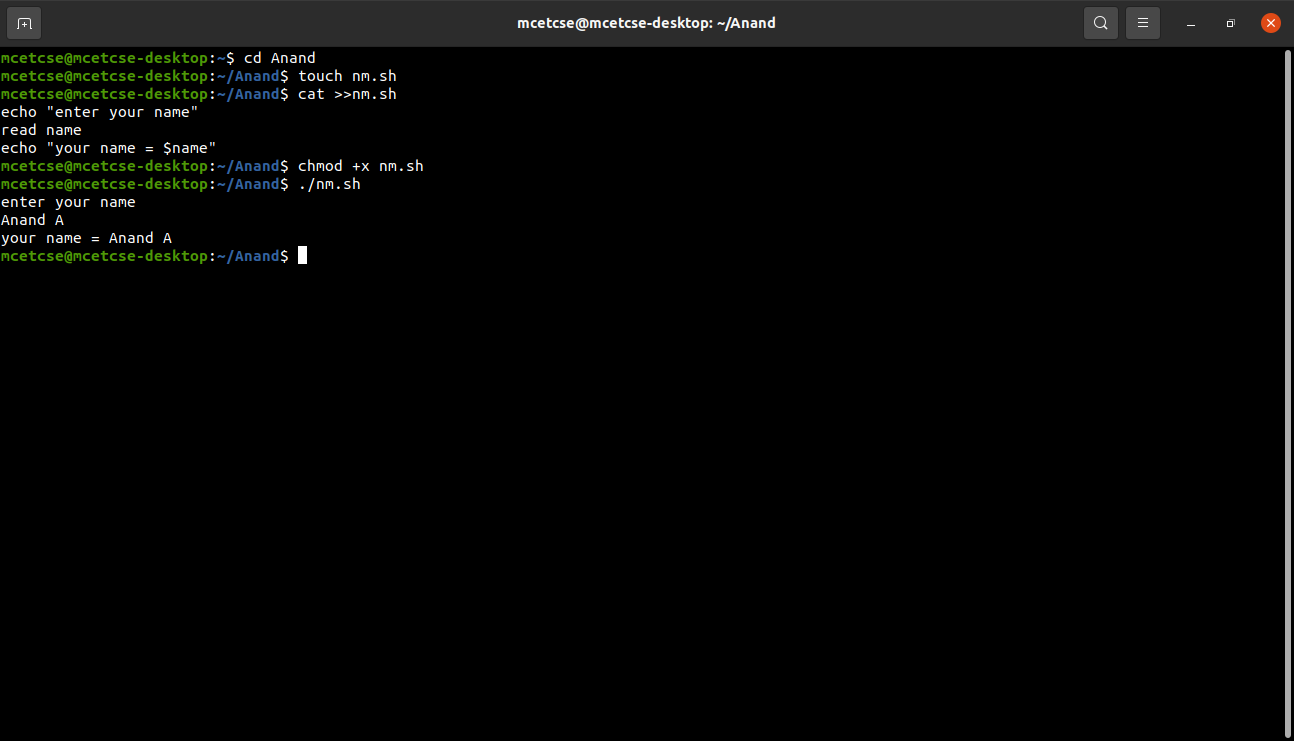 mcetcse@mcetcse-desktop: ~/Anand
mcetcse@mcetcse-desktop:~$ cd Anand
mcetcse@mcetcse-desktop:~/Anand$ touch nm.sh
mcetcse@mcetcse-desktop:~/Anand$ cat >>nm.sh
echo "enter your name"
read name
echo "your name = $name"
mcetcse@mcetcse-desktop:~/Anand$ chmod +x nm.sh
mcetcse@mcetcse-desktop:~/Anand$ ./nm.sh
enter your name
Anand A
your name = Anand A
mcetcse@mcetcse-desktop:~/Anand$